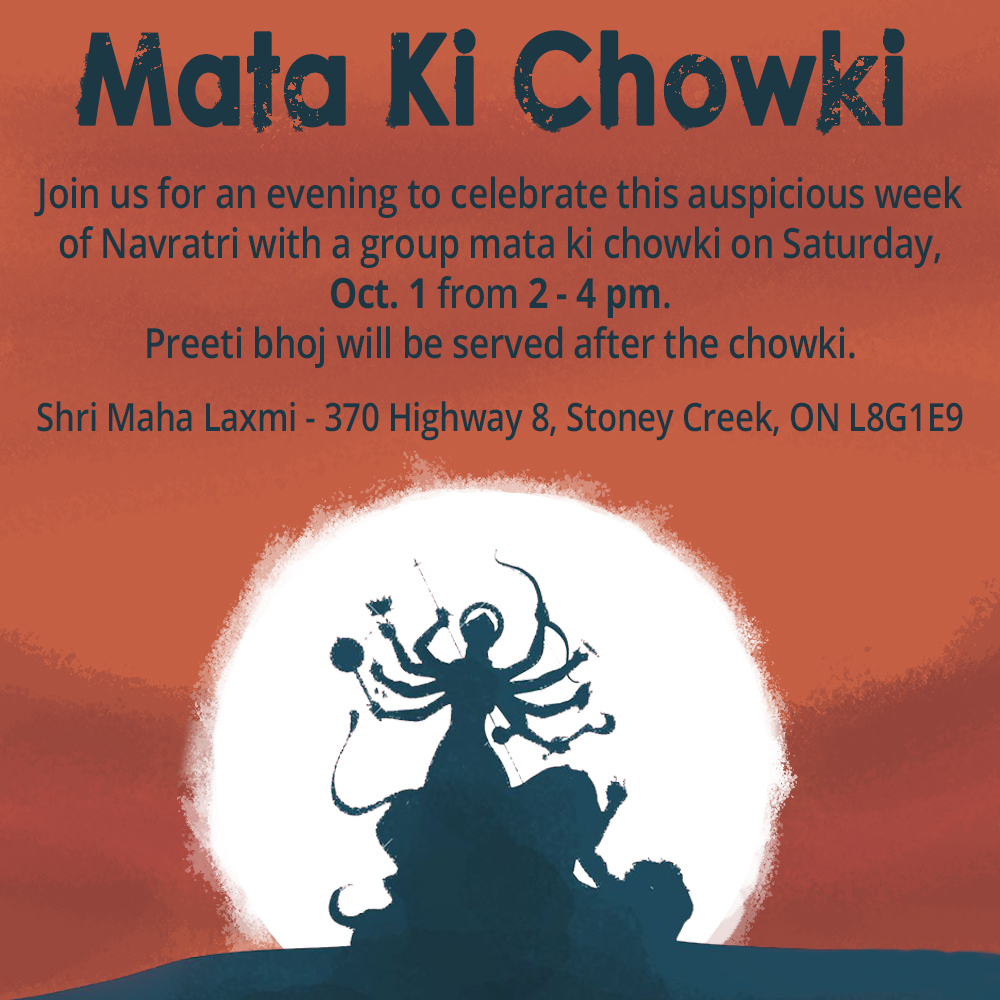 Mata Ki Chowki
Join us for an evening to celebrate this auspicious week
of Navratri with a group mata ki chowki on Saturday,
Oct. 1 from 2 - 4 pm.
Preeti bhoj will be served after the chowki.
Shri Maha Laxmi - 370 Highway 8, Stoney Creek, ON L8G1E9